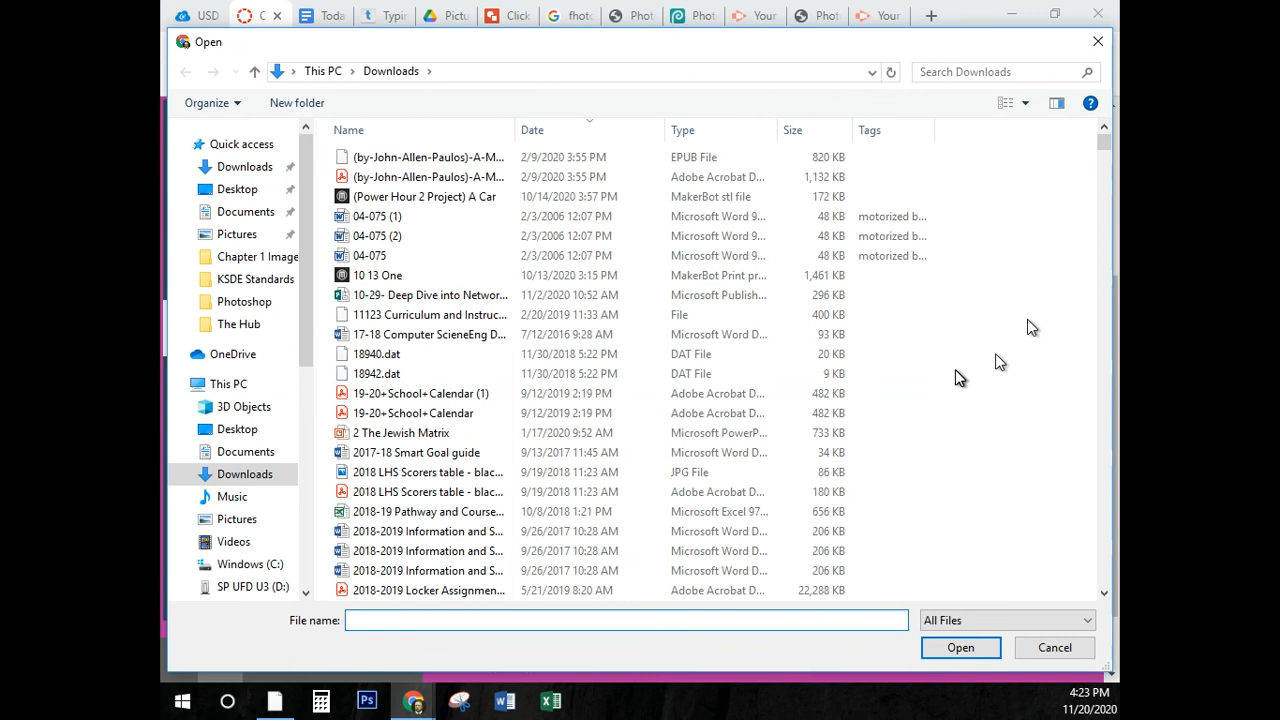 USD C Today Typir Pictu Click fhot Phot Phot Your Phot Your
Open
This PC Downloads Search Downloads
Organize New folder
Name Date Type Size Tags
Quick access
Downloads
Desktop
Documents
Pictures
Chapter 1 Image
KSDE Standards
Photoshop
The Hub
OneDrive
This PC
3D Objects
Desktop
Documents
Downloads
Music
Pictures
Videos
Windows (C:)
SP UFD U3 (D:)
(by-John-Allen-Paulos)-A-M... 2/9/2020 3:55 PM EPUB File 820 KB
(by-John-Allen-Paulos)-A-M... 2/9/2020 3:55 PM Adobe Acrobat D... 1,132 KB
(Power Hour 2 Project) A Car 10/14/2020 3:57 PM MakerBot stl file 172 KB
04-075 (1) 2/3/2006 12:07 PM Microsoft Word 9... 48 KB motorized b...
04-075 (2) 2/3/2006 12:07 PM Microsoft Word 9... 48 KB motorized b...
04-075 2/3/2006 12:07 PM Microsoft Word 9... 48 KB motorized b...
10 13 One 10/13/2020 3:15 PM MakerBot Print pr... 1,461 KB
10-29- Deep Dive into Networ... 11/2/2020 10:52 AM Microsoft Publish... 296 KB
11123 Curriculum and Instruc... 2/20/2019 11:33 AM File 400 KB
17-18 Computer ScieneEng D... 7/12/2016 9:28 AM Microsoft Word D... 93 KB
18940.dat 11/30/2018 5:22 PM DAT File 20 KB
18942.dat 11/30/2018 5:22 PM DAT File 9 KB
19-20+School+Calendar (1) 9/12/2019 2:19 PM Adobe Acrobat D... 482 KB
19-20+School+Calendar 9/12/2019 2:19 PM Adobe Acrobat D... 482 KB
2 The Jewish Matrix 1/17/2020 9:52 AM Microsoft PowerP... 733 KB
2017-18 Smart Goal guide 9/13/2017 11:45 AM Microsoft Word D... 34 KB
2018 LHS Scorers table - blac... 9/19/2018 11:23 AM JPG File 86 KB
2018 LHS Scorers table - blac... 9/19/2018 11:23 AM Adobe Acrobat D... 180 KB
2018-19 Pathway and Course... 10/8/2018 1:21 PM Microsoft Excel 97... 656 KB
2018-2019 Information and S... 9/26/2017 10:28 AM Microsoft Word D... 206 KB
2018-2019 Information and S... 9/26/2017 10:28 AM Microsoft Word D... 206 KB
2018-2019 Information and S... 9/26/2017 10:28 AM Microsoft Word D... 206 KB
2018-2019 Locker Assignmen... 5/21/2019 8:20 AM Adobe Acrobat D... 22,288 KB
File name: All Files
Open Cancel
Ps
4:23 PM
11/20/2020